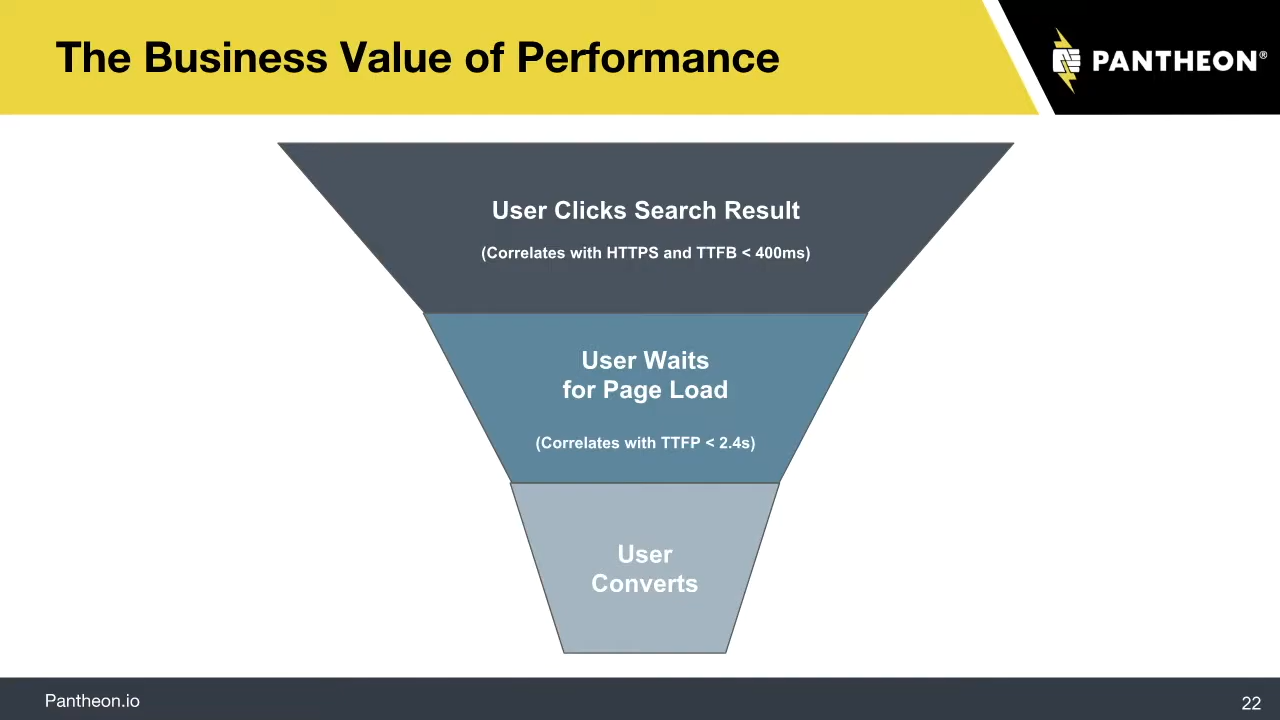 The Business Value of Performance
PANTHEON®
User Clicks Search Result
(Correlates with HTTPS and TTFB < 400ms)
User Waits
for Page Load
(Correlates with TTFP < 2.4s)
User
Converts
Pantheon.io
22